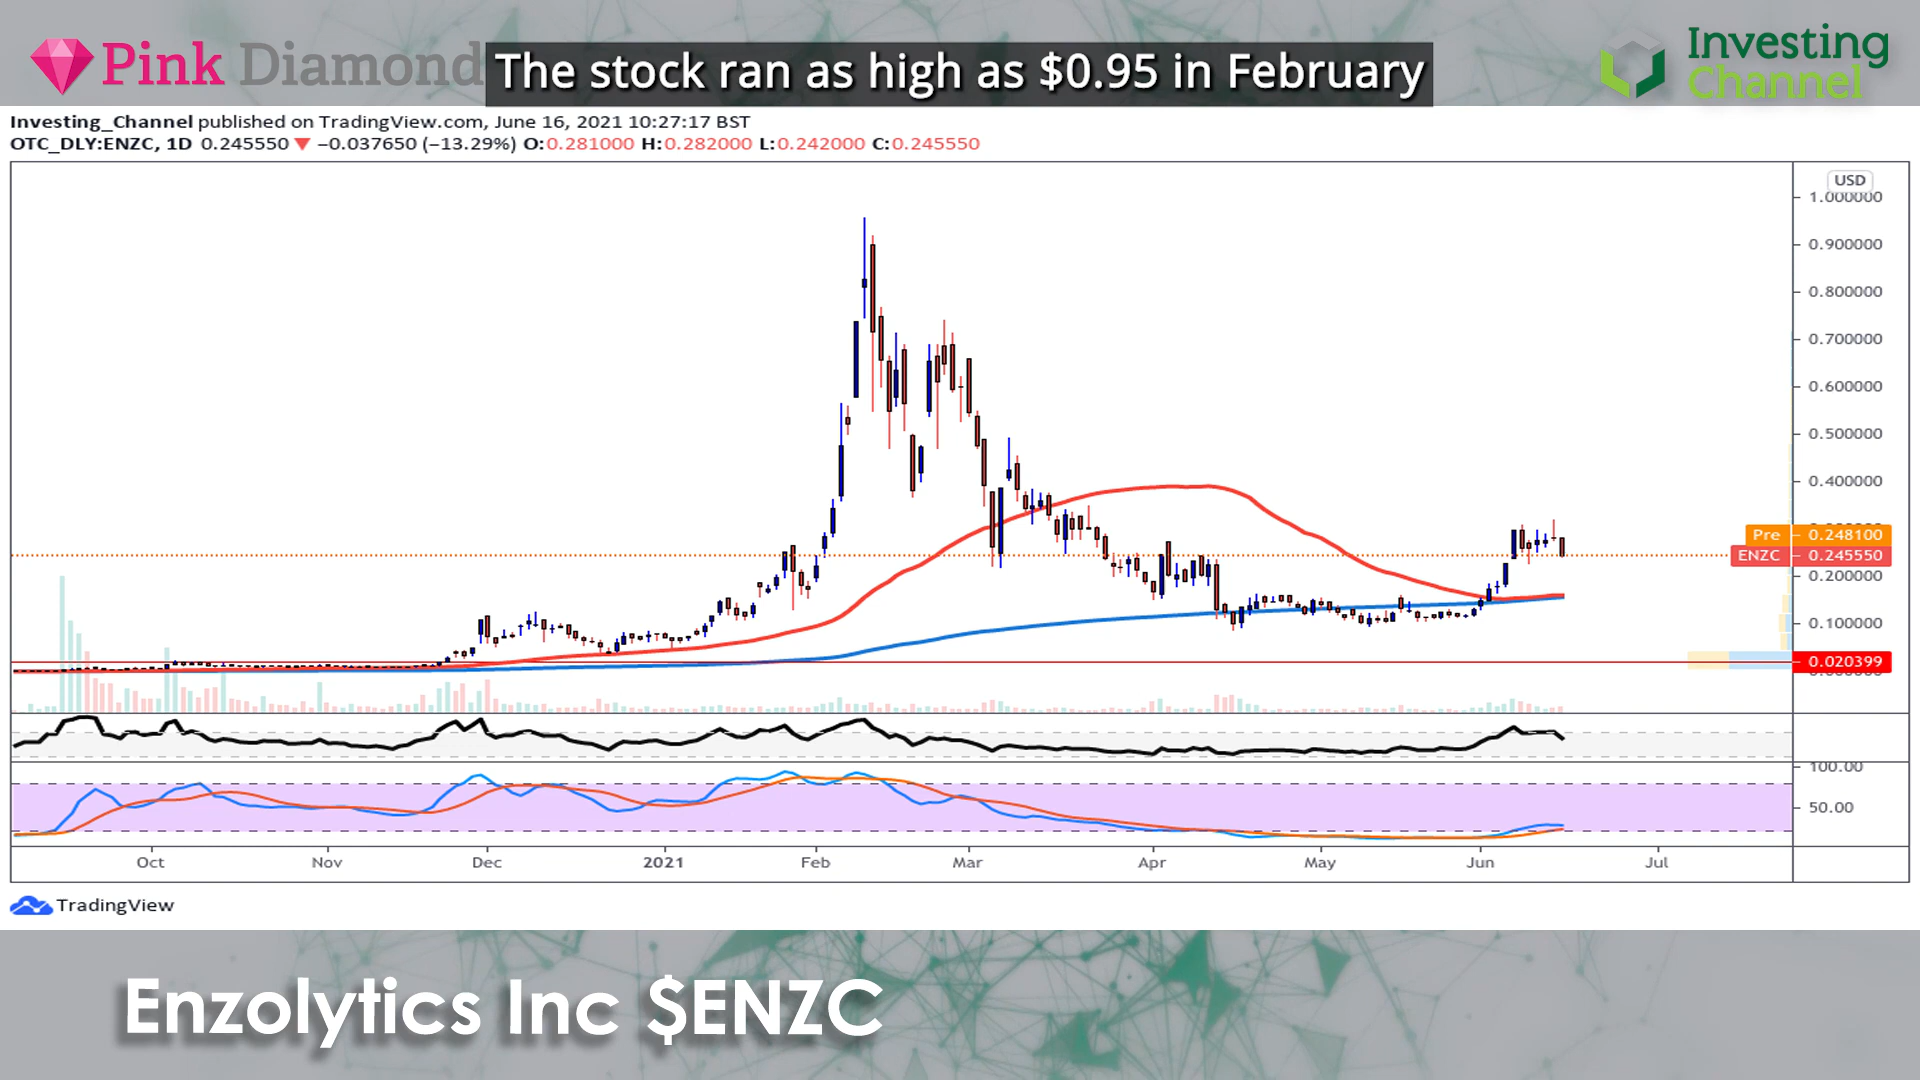 Pink Diamond
The stock ran as high as $0.95 in February
Investing
Channel
Investing_Channel published on TradingView.com, June 16, 2021 10:27:17 BST
OTC_DLY:ENZC, 1D 0.245550 ▼ −0.037650 (−13.29%) O:0.281000 H:0.282000 L:0.242000 C:0.245550
USD
1.000000
0.900000
0.800000
0.700000
0.600000
0.500000
0.400000
Pre 0.248100
ENZC 0.245550
0.200000
0.100000
0.020399
100.00
50.00
Oct Nov Dec 2021 Feb Mar Apr May Jun Jul
TradingView
Enzolytics Inc $ENZC